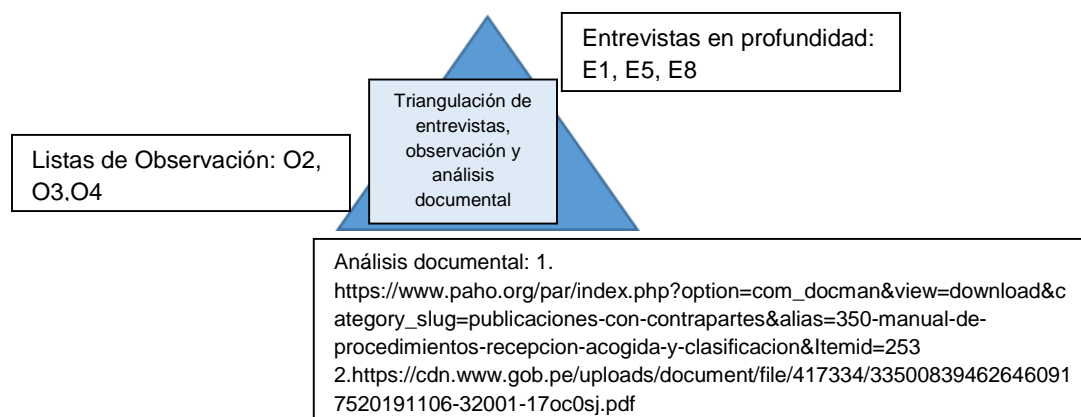 Entrevistas en profundidad:
E1, E5, E8
Triangulación de
entrevistas,
observación y
análisis
documental
Listas de Observación: O2,
O3.O4
Análisis documental: 1.
https://www.paho.org/par/index.php?option=com_docman&view=download&c
ategory_slug=publicaciones-con-contrapartes&alias=350-manual-de-
procedimientos-recepcion-acogida-y-clasificacion&Itemid=253
2.https://cdn.www.gob.pe/uploads/document/file/417334/33500839462646091
7520191106-32001-17oc0sj.pdf